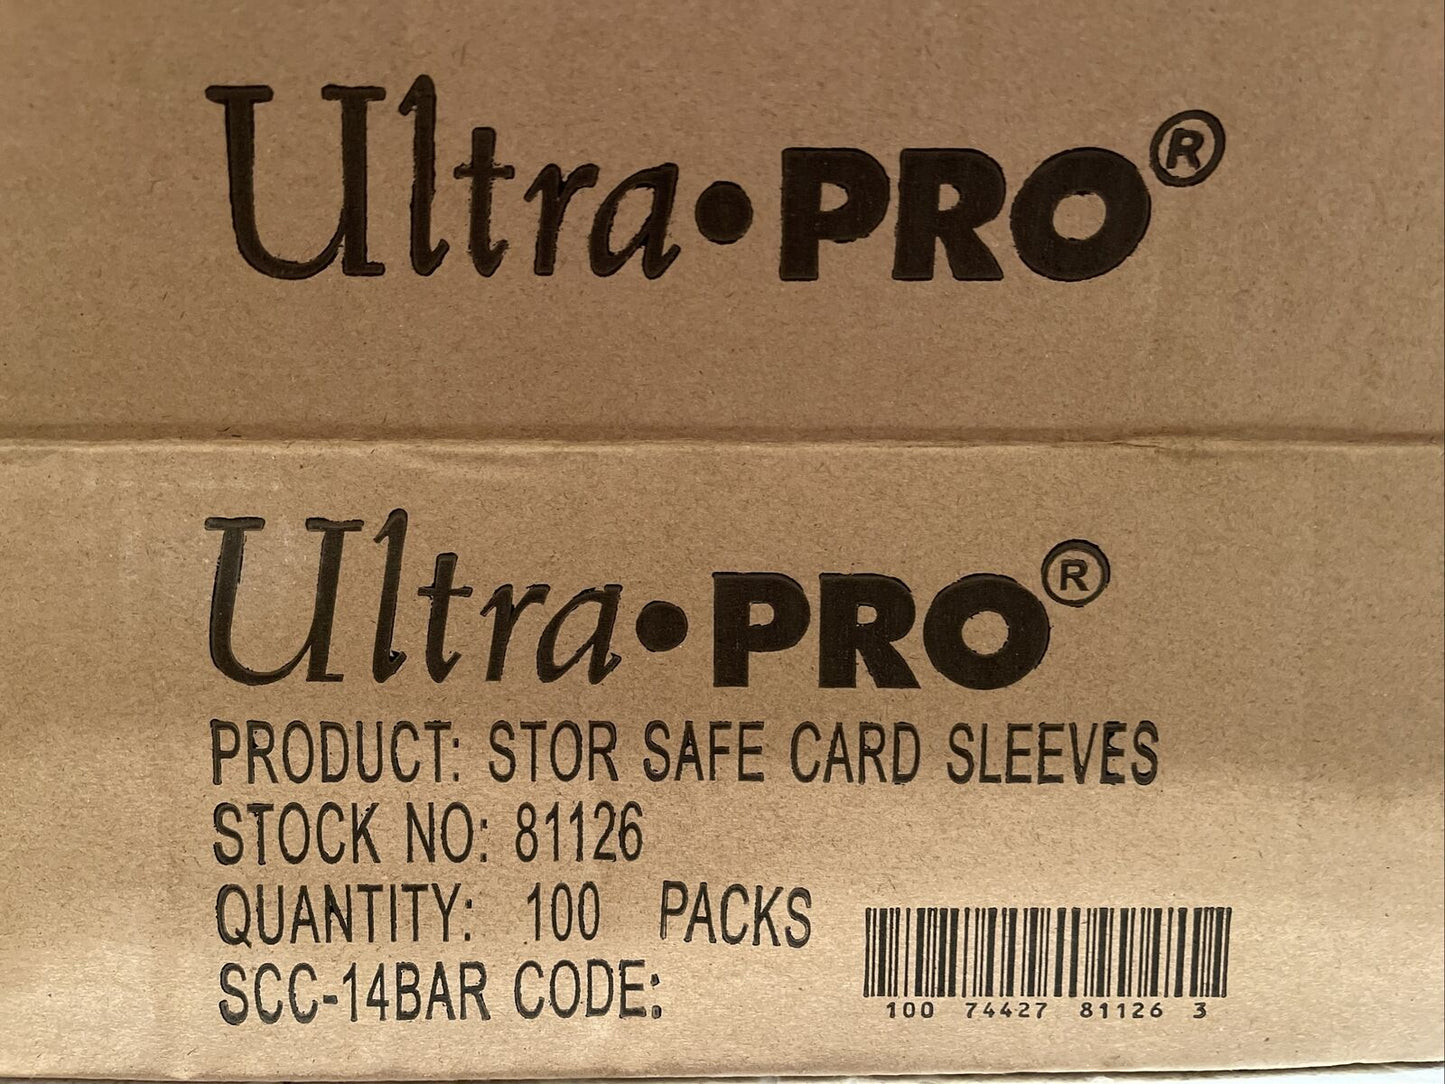 Ultra•PRO®
Ultra•PRO®
PRODUCT: STOR SAFE CARD SLEEVES
STOCK NO: 81126
QUANTITY: 100 PACKS
SCC-14BAR CODE:
100 74427 81126 3